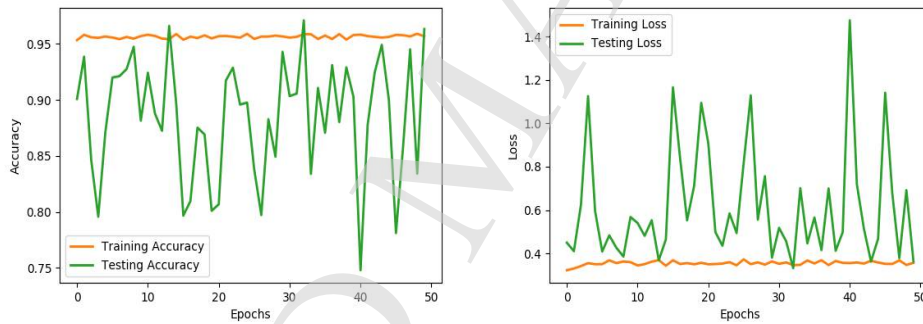 0.95
0.90
0.85
0.80
0.75
Accuracy
Training Accuracy
Testing Accuracy
0 10 20 30 40 50
Epochs
1.4
1.2
1.0
0.8
0.6
0.4
Loss
Training Loss
Testing Loss
0 10 20 30 40 50
Epochs